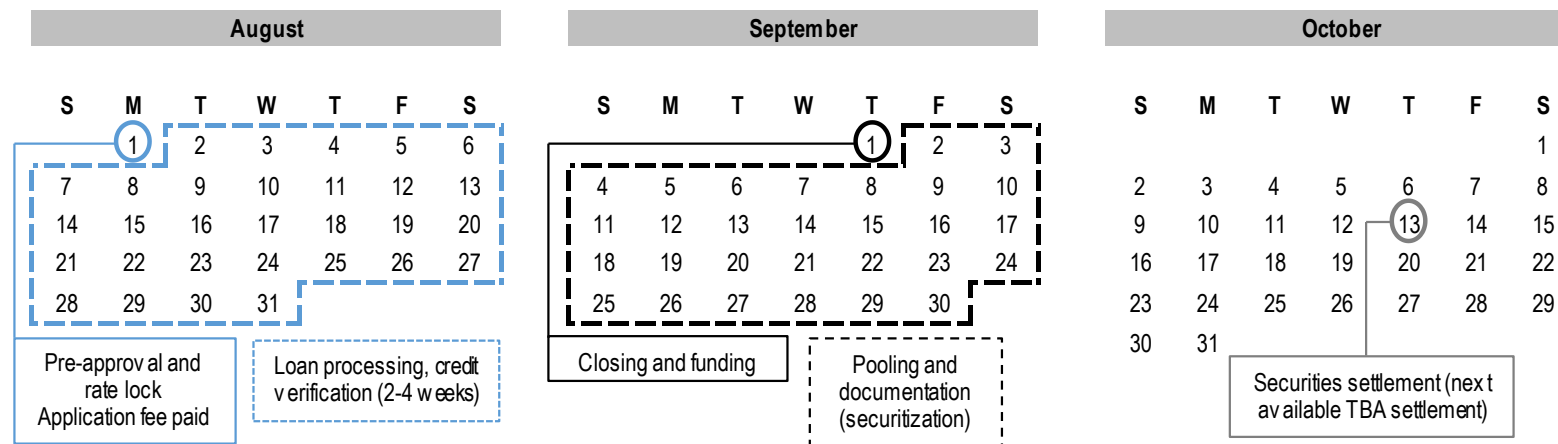 August
September
October
S M T W T F S
S M T W T F S
S M T W T F S
1 2 3 4 5 6
1 2 3
1
7 8 9 10 11 12 13
4 5 6 7 8 9 10
2 3 4 5 6 7 8
14 15 16 17 18 19 20
11 12 13 14 15 16 17
9 10 11 12 13 14 15
21 22 23 24 25 26 27
18 19 20 21 22 23 24
16 17 18 19 20 21 22
28 29 30 31
25 26 27 28 29 30
23 24 25 26 27 28 29
30 31
Pre-approval and
rate lock
Application fee paid
Loan processing, credit
verification (2-4 weeks)
Closing and funding
Pooling and
documentation
(securitization)
Securities settlement (next
available TBA settlement)